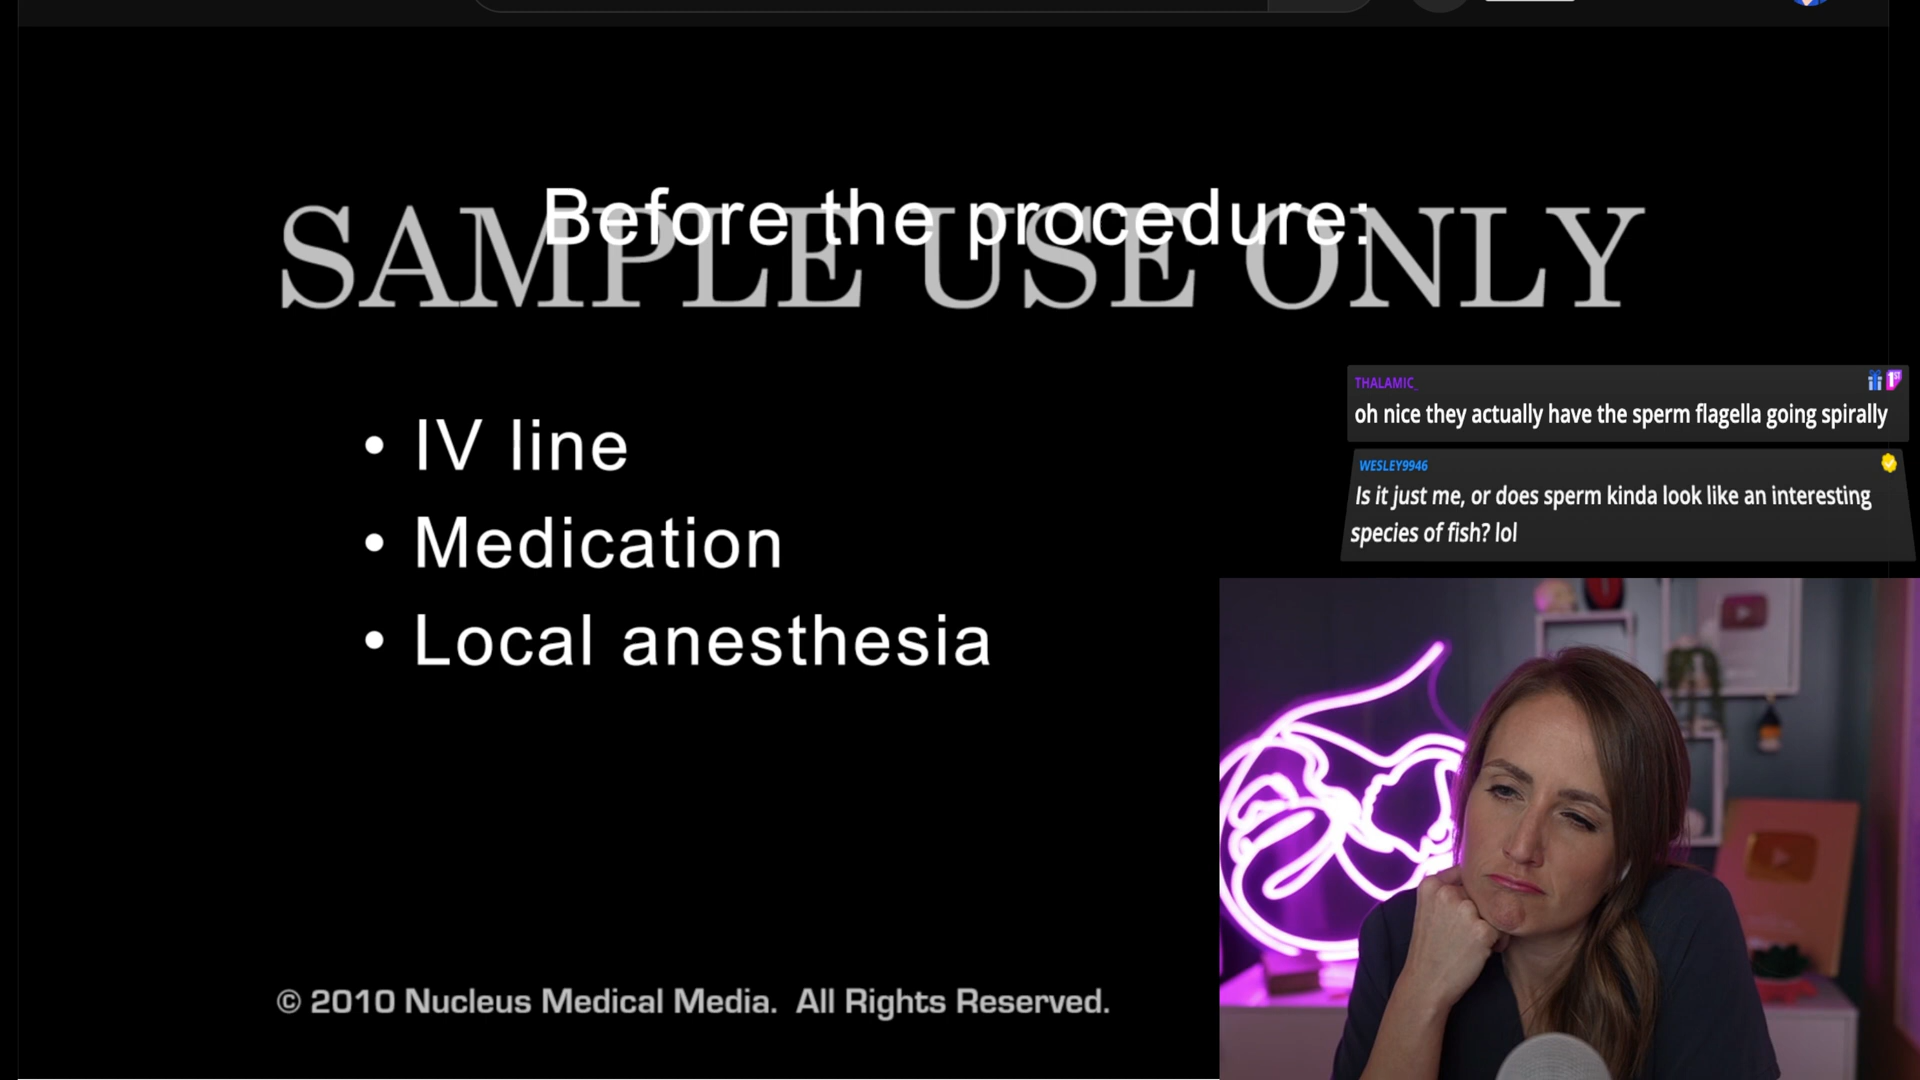 Before the procedure:
SAMPLE USE ONLY
• IV line
• Medication
• Local anesthesia
© 2010 Nucleus Medical Media. All Rights Reserved.
THALAMIC_
1ST
oh nice they actually have the sperm flagella going spirally
WESLEY9946
Is it just me, or does sperm kinda look like an interesting
species of fish? lol